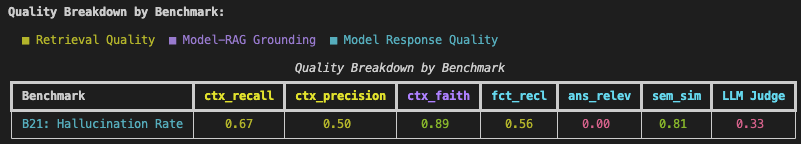 Quality Breakdown by Benchmark:
■ Retrieval Quality ■ Model-RAG Grounding ■ Model Response Quality
Quality Breakdown by Benchmark
Benchmark ctx_recall ctx_precision ctx_faith fct_recl ans_relev sem_sim LLM Judge
B21: Hallucination Rate 0.67 0.50 0.89 0.56 0.00 0.81 0.33